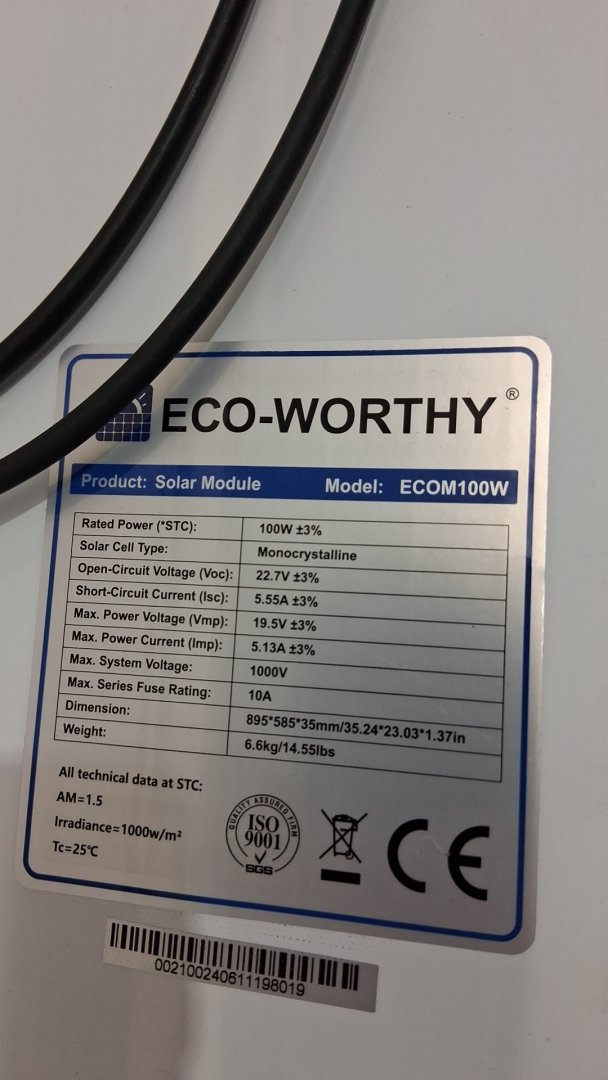 ECO-WORTHY ®
Product: Solar Module Model: ECOM100W
Rated Power (*STC): 100W ±3%
Solar Cell Type: Monocrystalline
Open-Circuit Voltage (Voc): 22.7V ±3%
Short-Circuit Current (Isc): 5.55A ±3%
Max. Power Voltage (Vmp): 19.5V ±3%
Max. Power Current (Imp): 5.13A ±3%
Max. System Voltage: 1000V
Max. Series Fuse Rating: 10A
Dimension: 895*585*35mm/35.24*23.03*1.37in
Weight: 6.6kg/14.55lbs
All technical data at STC:
AM=1.5
Irradiance=1000w/m²
Tc=25℃
QUALITY ASSURED FIRM
ISO
9001
SGS
CE
002100240611198019